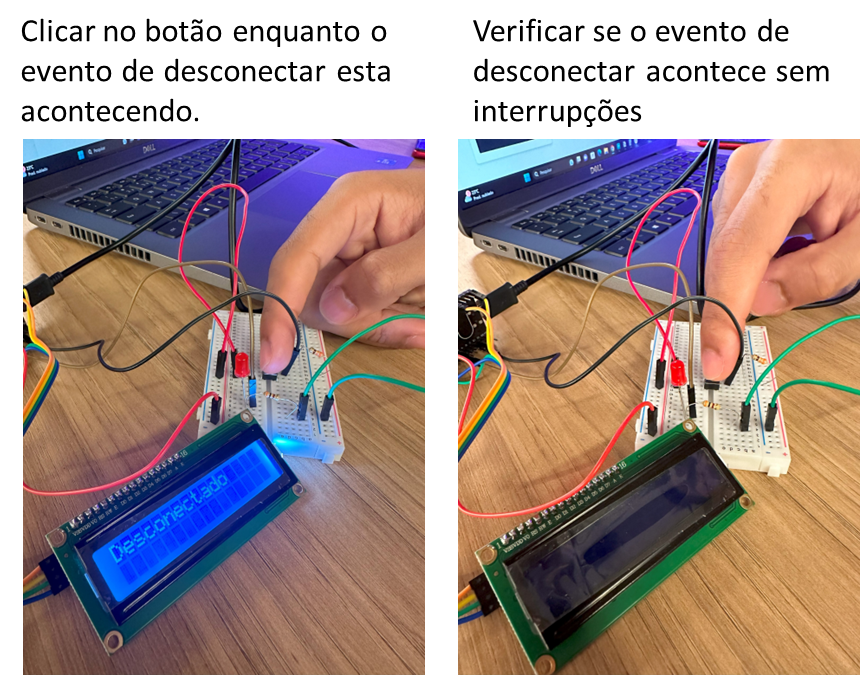 Clicar no botão enquanto o
evento de desconectar esta
acontecendo.
Verificar se o evento de
desconectar acontece sem
interrupções
DELL
DELL
Desconectado